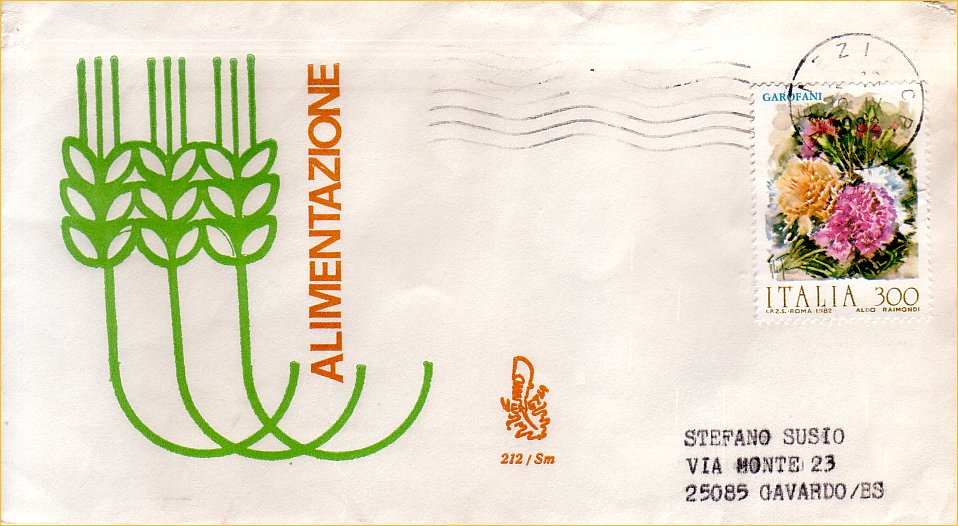 ALIMENTAZIONE
GAROFANI
ITALIA 300
I.P.Z.S.-ROMA-1982 ALDO RAIMONDI
212/Sm
STEFANO SUSIO
VIA MONTE 23
25085 GAVARDO/BS